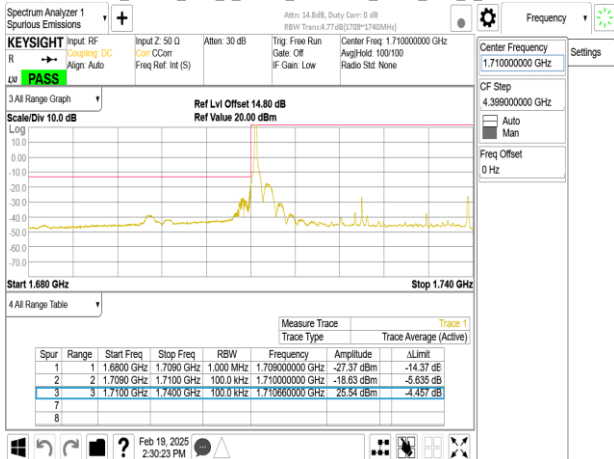 Spectrum Analyzer 1
Spurious Emissions
Attn: 14.8dB, Duty Corr: 0 dB
RBW Trans:4.77 dB(1709~1740MHz)
Frequency
KEYSIGHT
R
LXI
PASS
Input: RF
Coupling: DC
Align: Auto
Input Z: 50 Ω
Corr CCorr
Freq Ref: Int (S)
Atten: 30 dB
Trig: Free Run
Gate: Off
IF Gain: Low
Center Freq: 1.710000000 GHz
Avg|Hold: 100/100
Radio Std: None
Center Frequency
1.710000000 GHz
Settings
CF Step
4.399000000 GHz
Auto
Man
Freq Offset
0 Hz
3 All Range Graph
Scale/Div 10.0 dB
Ref Lvl Offset 14.80 dB
Ref Value 20.00 dBm
Log
10.0
0.00
-10.0
-20.0
-30.0
-40.0
-50.0
-60.0
-70.0
Start 1.680 GHz
Stop 1.740 GHz
4 All Range Table
Measure Trace Trace 1
Trace Type Trace Average (Active)
Spur Range Start Freq Stop Freq RBW Frequency Amplitude ΔLimit
1 1 1.6800 GHz 1.7090 GHz 1.000 MHz 1.709000000 GHz -27.37 dBm -14.37 dB
2 2 1.7090 GHz 1.7100 GHz 100.0 kHz 1.710000000 GHz -18.63 dBm -5.635 dB
3 3 1.7100 GHz 1.7400 GHz 100.0 kHz 1.710660000 GHz 25.54 dBm -4.457 dB
7
8
?
Feb 19, 2025
2:30:23 PM